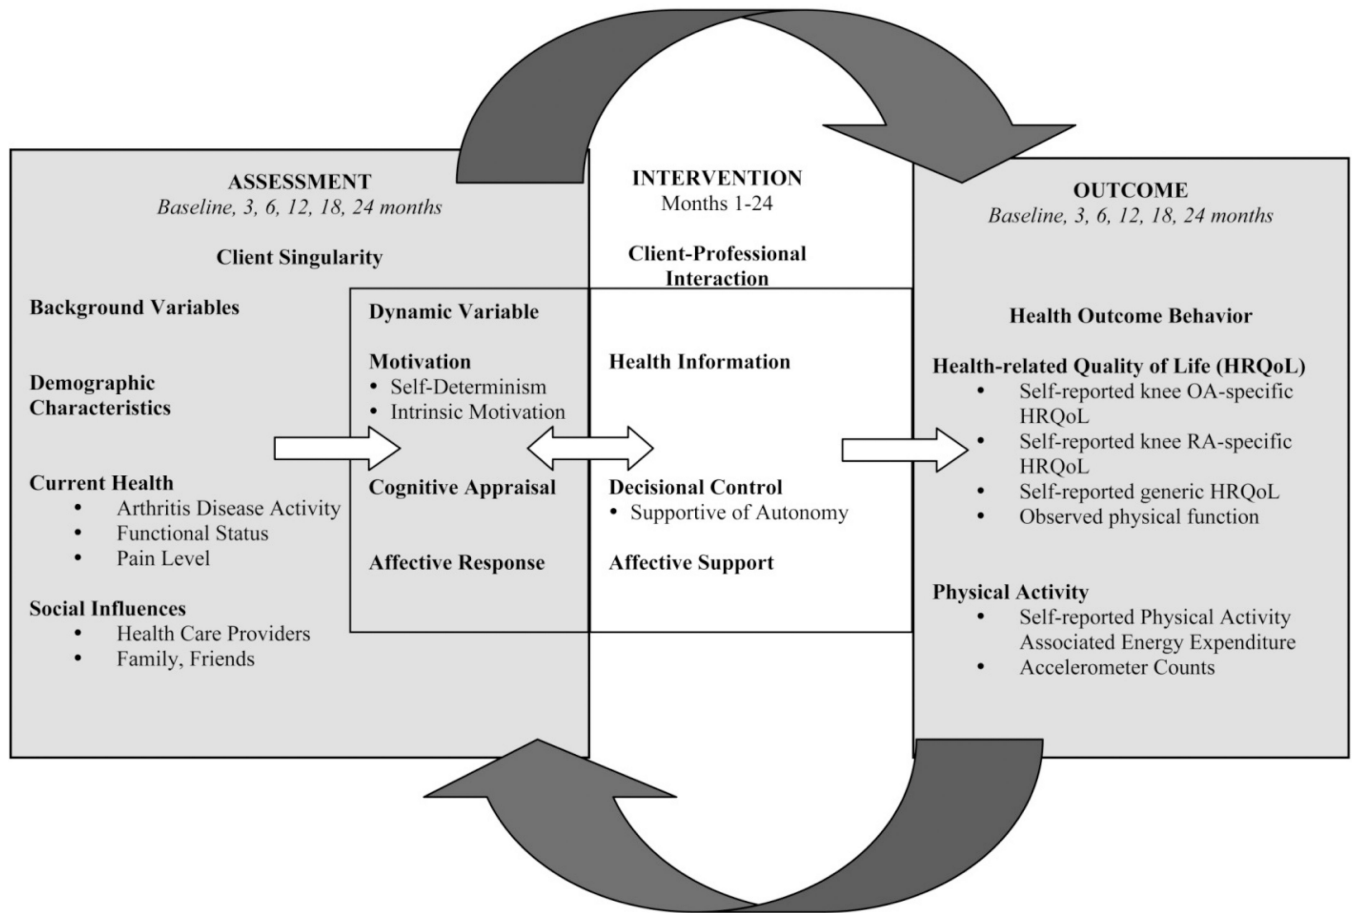 ASSESSMENT
Baseline, 3, 6, 12, 18, 24 months
Client Singularity
Background Variables
Demographic
Characteristics
Current Health
• Arthritis Disease Activity
• Functional Status
• Pain Level
Social Influences
• Health Care Providers
• Family, Friends
Dynamic Variable
Motivation
• Self-Determinism
• Intrinsic Motivation
Cognitive Appraisal
Affective Response
INTERVENTION
Months 1-24
Client-Professional
Interaction
Health Information
Decisional Control
• Supportive of Autonomy
Affective Support
OUTCOME
Baseline, 3, 6, 12, 18, 24 months
Health Outcome Behavior
Health-related Quality of Life (HRQoL)
• Self-reported knee OA-specific
HRQoL
• Self-reported knee RA-specific
HRQoL
• Self-reported generic HRQoL
• Observed physical function
Physical Activity
• Self-reported Physical Activity
Associated Energy Expenditure
• Accelerometer Counts